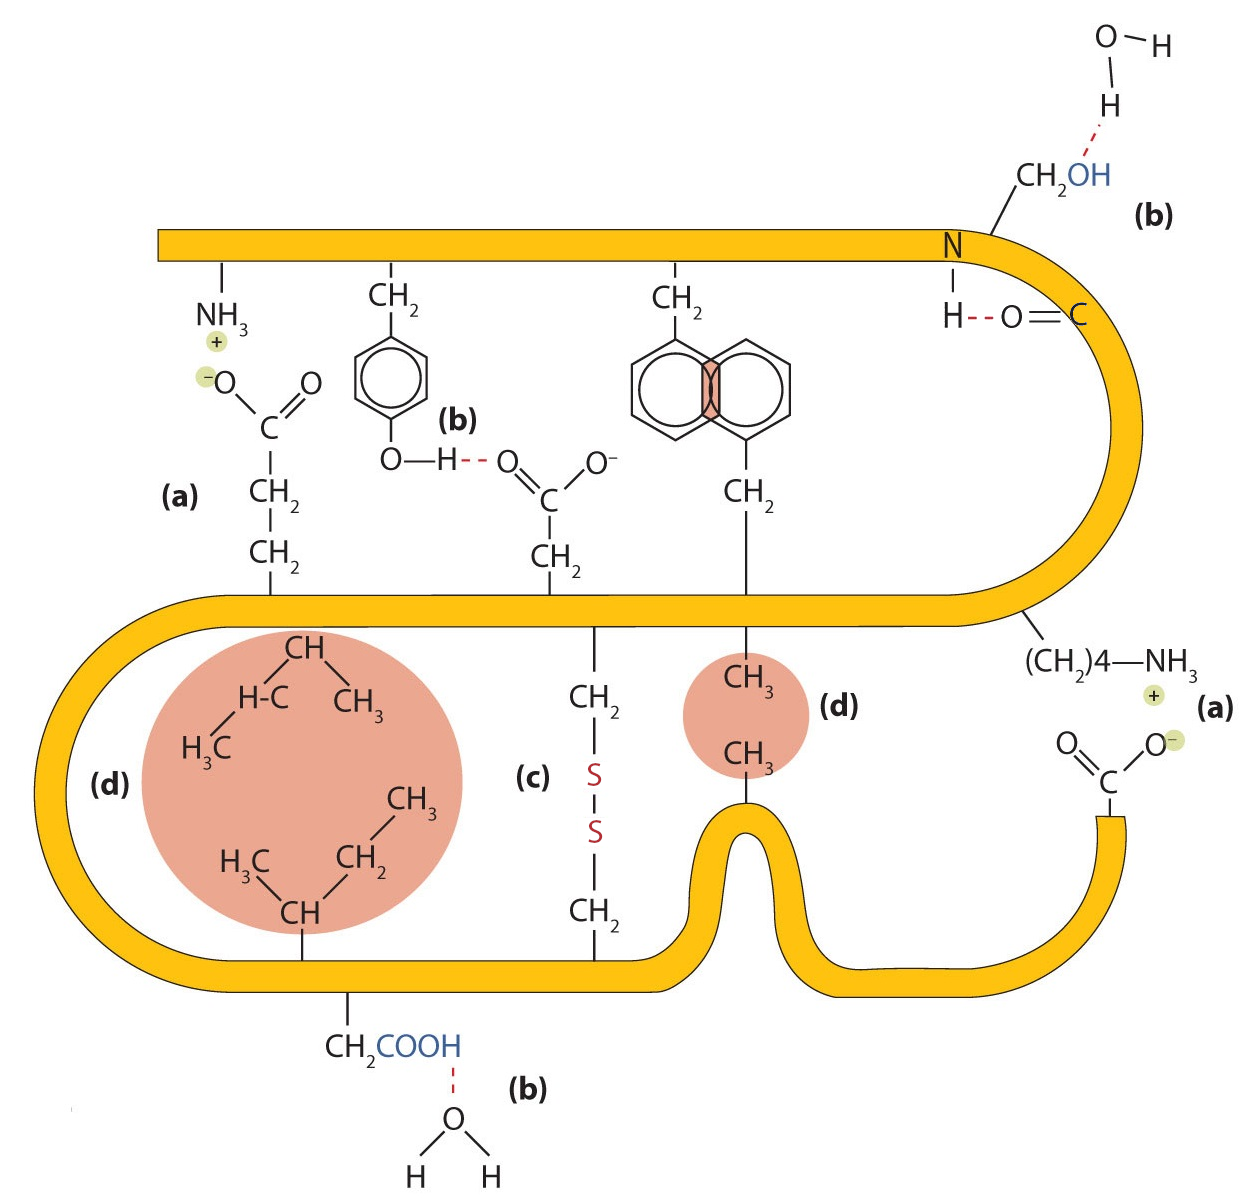 O H
H
CH2OH
(b)
N
NH3 CH2 CH2 H O C
+
− O O
C
(b)
O H O O−
(a) CH2 C CH2
CH2 CH2
CH
H-C CH3
H3C
(CH2)4 NH3
+ (a)
CH2 CH3 (d)
O O −
CH3
C
(d) (c) S
CH3
S
H3C CH2
CH CH2
CH2COOH
(b)
O
H H